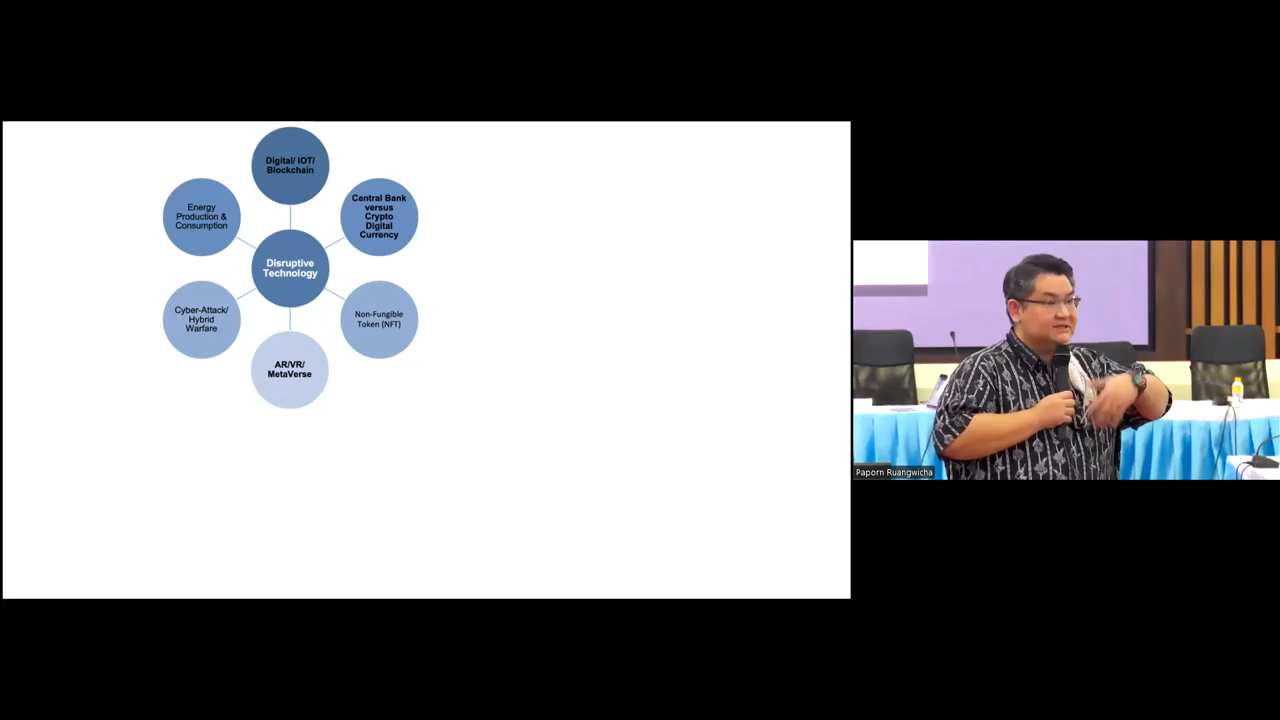 Digital/ IOT/
Blockchain
Energy
Production &
Consumption
Central Bank
versus
Crypto
Digital
Currency
Disruptive
Technology
Cyber-Attack/
Hybrid
Warfare
Non-Fungible
Token (NFT)
AR/VR/
MetaVerse
Paporn Ruangwicha